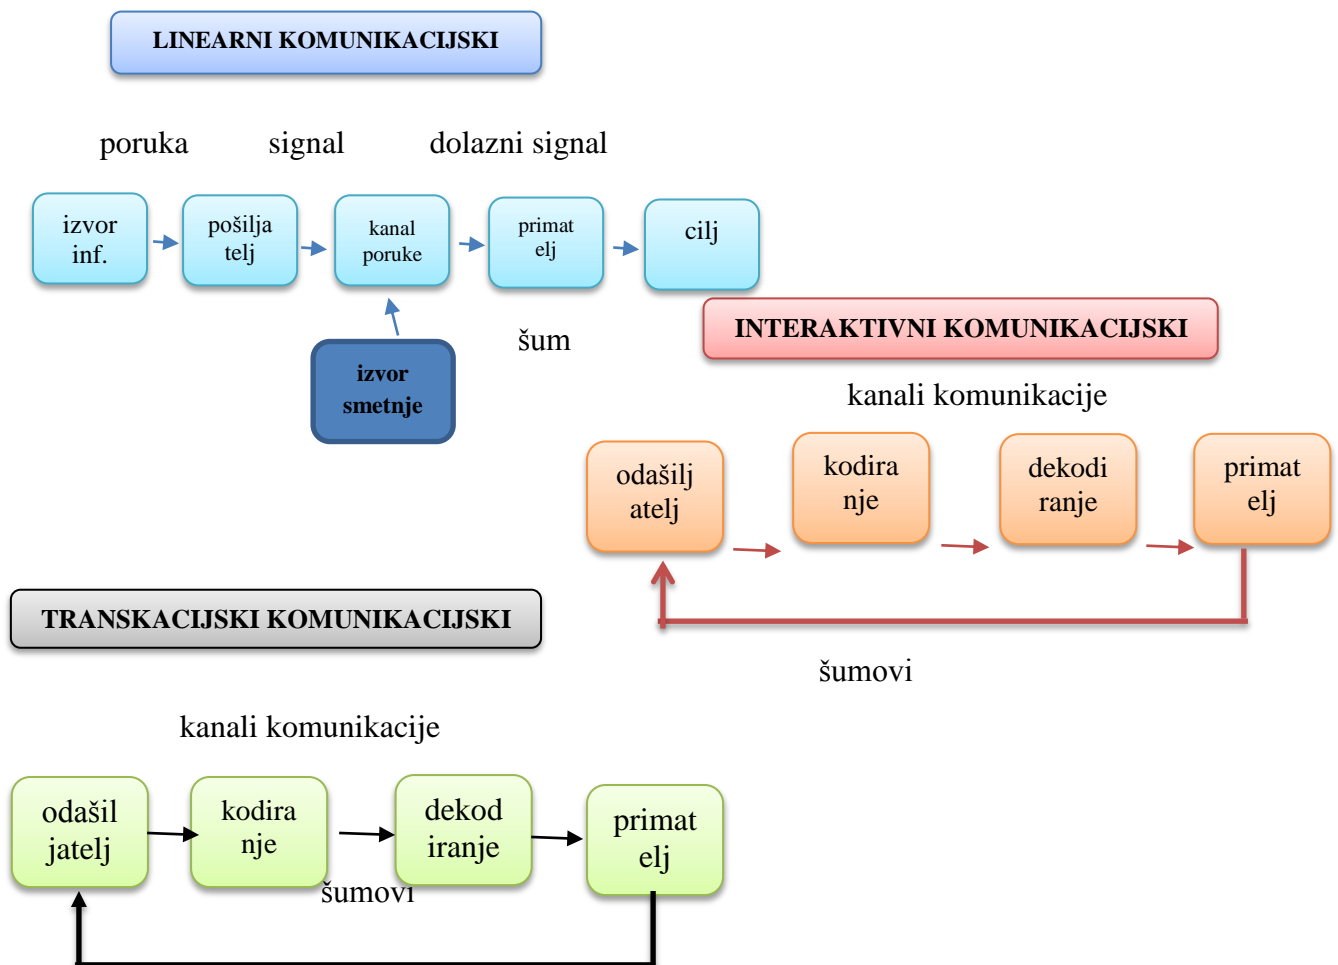 LINEARNI KOMUNIKACIJSKI
poruka signal dolazni signal
izvor
inf.
pošilja
telj
kanal
poruke
primat
elj
cilj
šum
izvor
smetnje
INTERAKTIVNI KOMUNIKACIJSKI
kanali komunikacije
odašilj
atelj
kodira
nje
dekodi
ranje
primat
elj
šumovi
TRANSKACIJSKI KOMUNIKACIJSKI
kanali komunikacije
odašil
jatelj
kodira
nje
dekod
iranje
primat
elj
šumovi